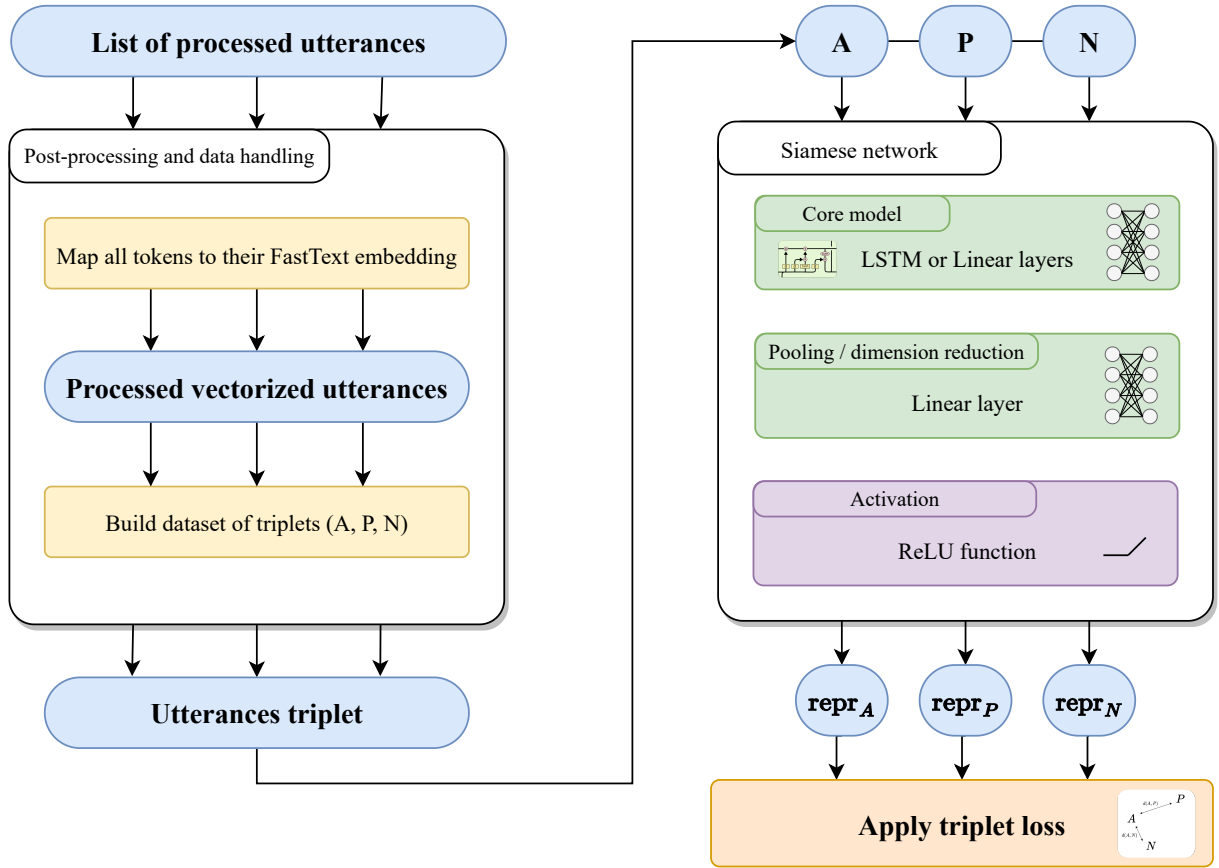 List of processed utterances
Post-processing and data handling
Map all tokens to their FastText embedding
Processed vectorized utterances
Build dataset of triplets (A, P, N)
Utterances triplet
A
P
N
Siamese network
Core model
LSTM or Linear layers
Pooling / dimension reduction
Linear layer
Activation
ReLU function
repr_A
repr_P
repr_N
Apply triplet loss
d(A,P)
P
A
d(A,N)
N